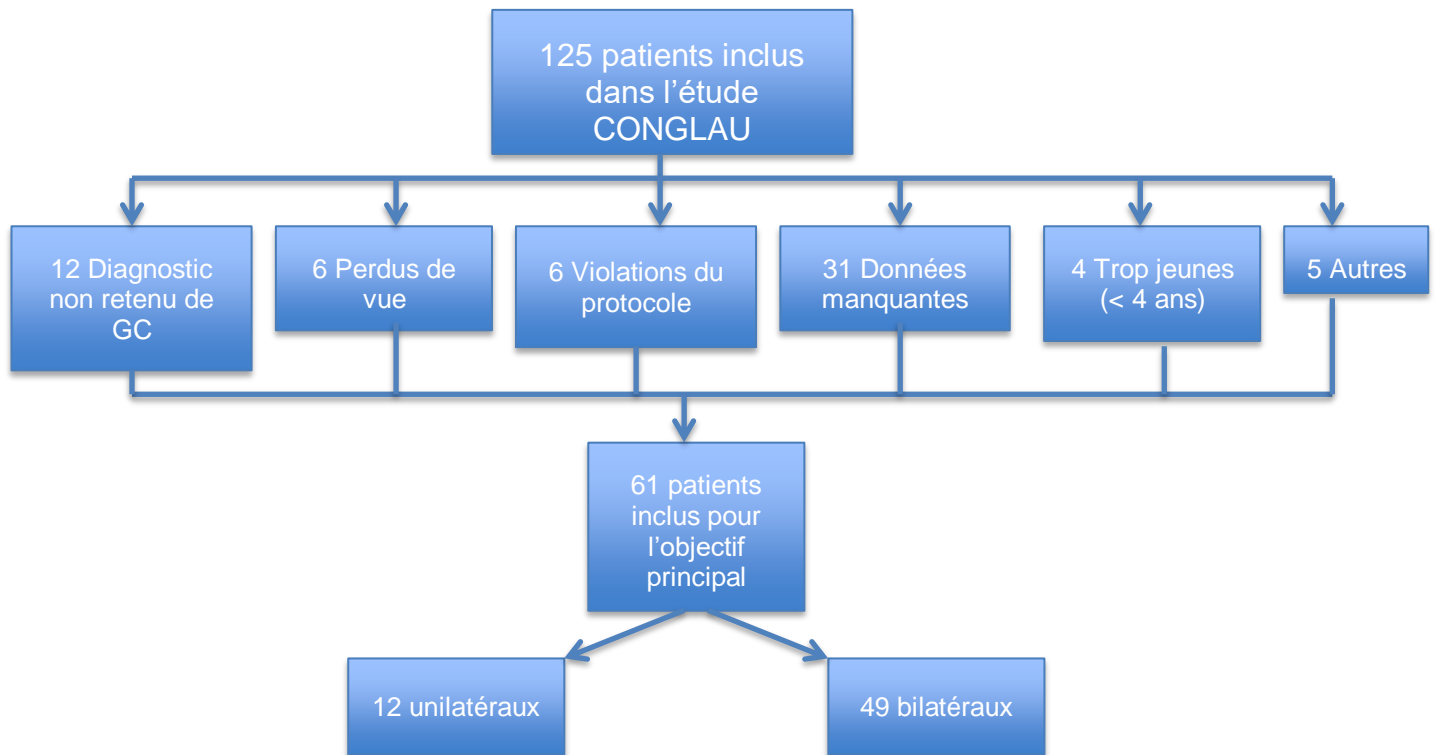 125 patients inclus
dans l'étude
CONGLAU
12 Diagnostic
non retenu de
GC
6 Perdus de
vue
6 Violations du
protocole
31 Données
manquantes
4 Trop jeunes
(< 4 ans)
5 Autres
61 patients
inclus pour
l'objectif
principal
12 unilatéraux
49 bilatéraux